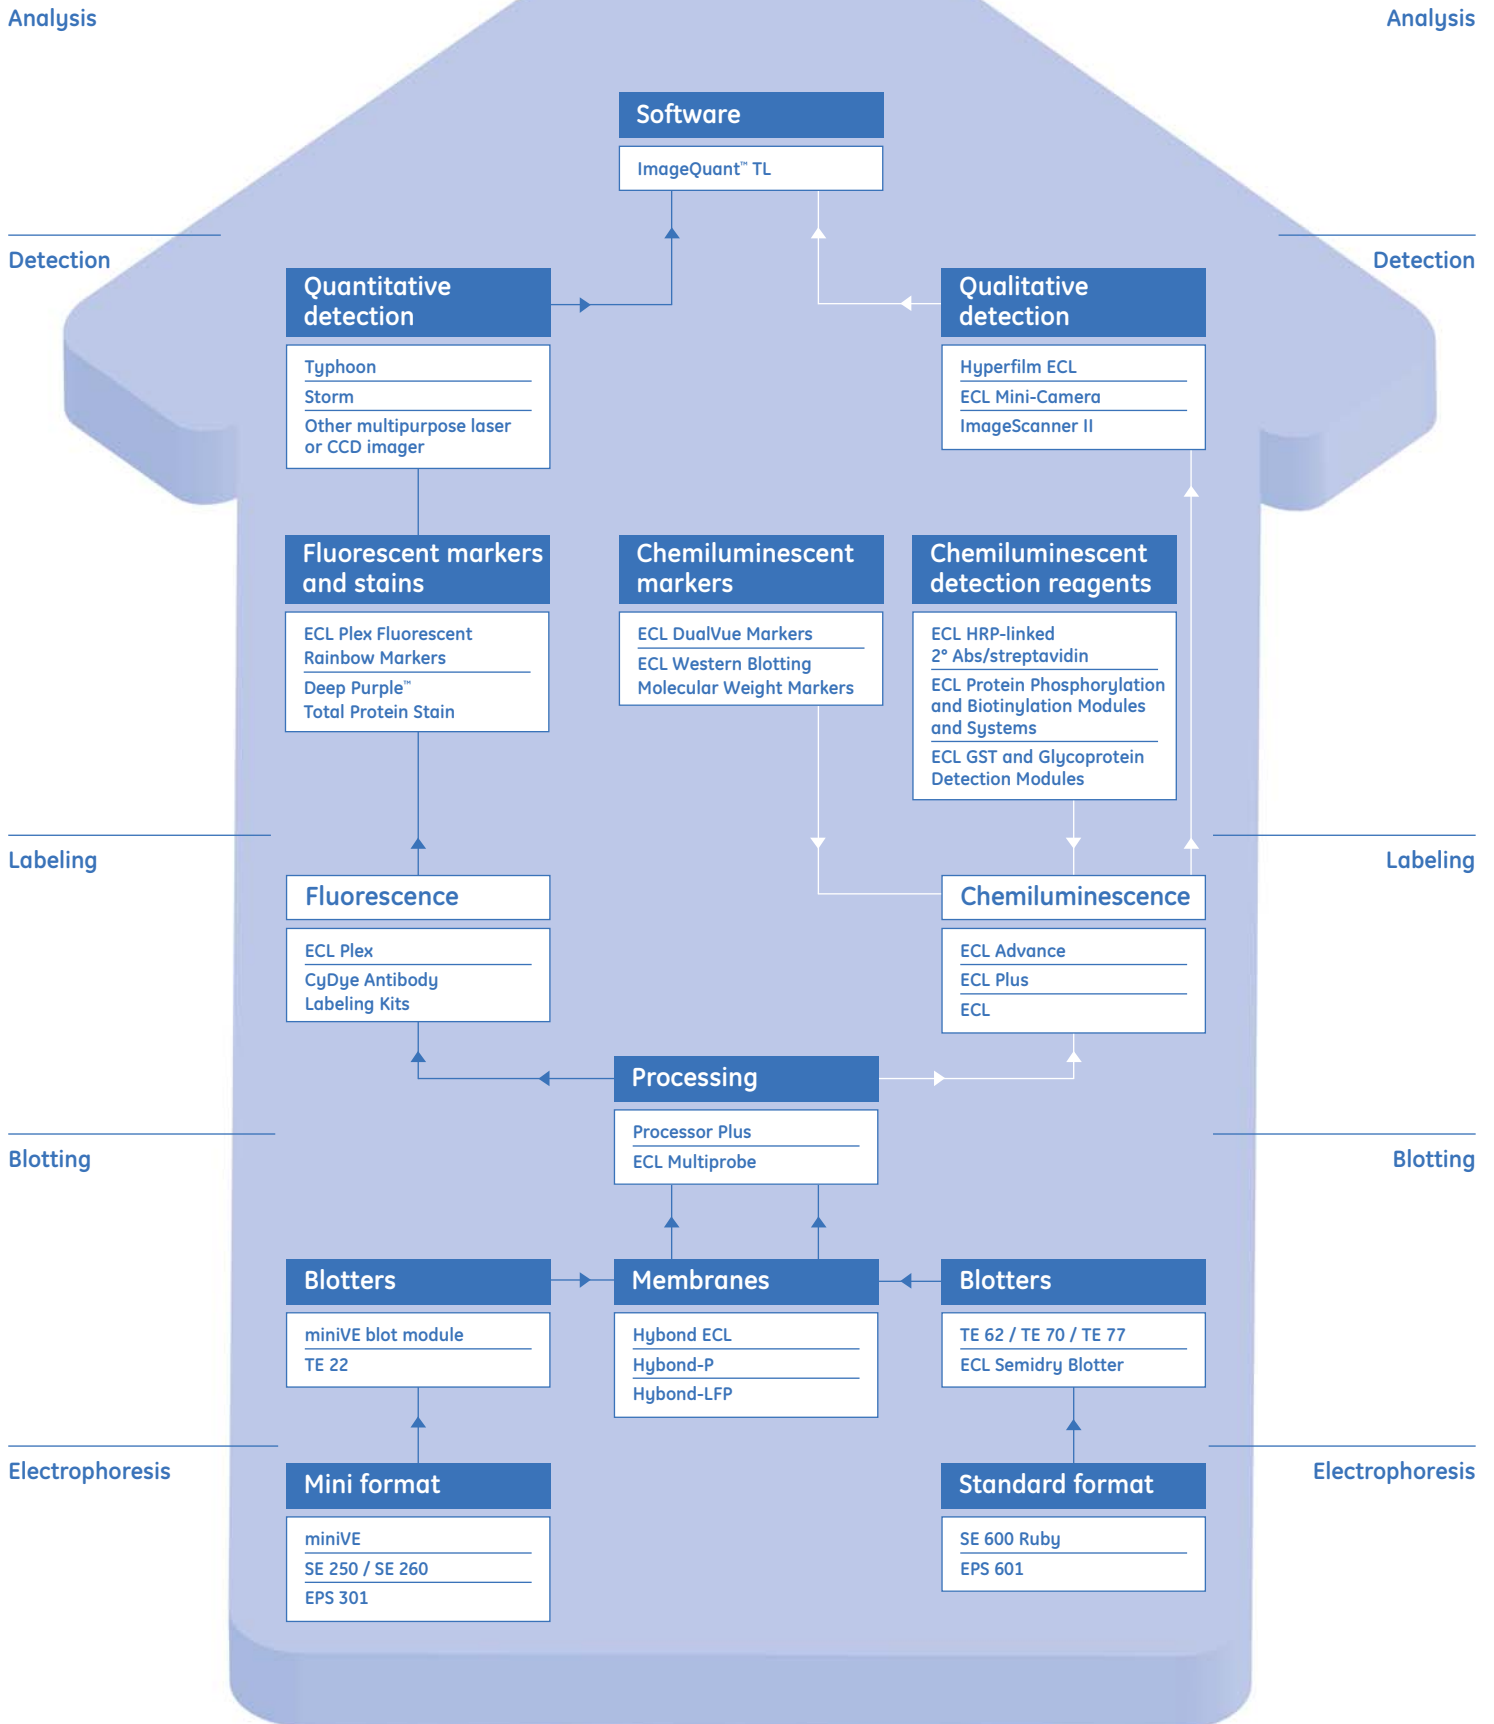 Analysis
Analysis
Software
ImageQuant™ TL
Detection
Detection
Quantitative
detection
Typhoon
Storm
Other multipurpose laser
or CCD imager
Qualitative
detection
Hyperfilm ECL
ECL Mini-Camera
ImageScanner II
Fluorescent markers
and stains
ECL Plex Fluorescent
Rainbow Markers
Deep Purple™
Total Protein Stain
Chemiluminescent
markers
ECL DualVue Markers
ECL Western Blotting
Molecular Weight Markers
Chemiluminescent
detection reagents
ECL HRP-linked
2° Abs/streptavidin
ECL Protein Phosphorylation
and Biotinylation Modules
and Systems
ECL GST and Glycoprotein
Detection Modules
Labeling
Labeling
Fluorescence
ECL Plex
CyDye Antibody
Labeling Kits
Chemiluminescence
ECL Advance
ECL Plus
ECL
Processing
Processor Plus
ECL Multiprobe
Blotting
Blotting
Blotters
miniVE blot module
TE 22
Membranes
Hybond ECL
Hybond-P
Hybond-LFP
Blotters
TE 62 / TE 70 / TE 77
ECL Semidry Blotter
Electrophoresis
Electrophoresis
Mini format
miniVE
SE 250 / SE 260
EPS 301
Standard format
SE 600 Ruby
EPS 601